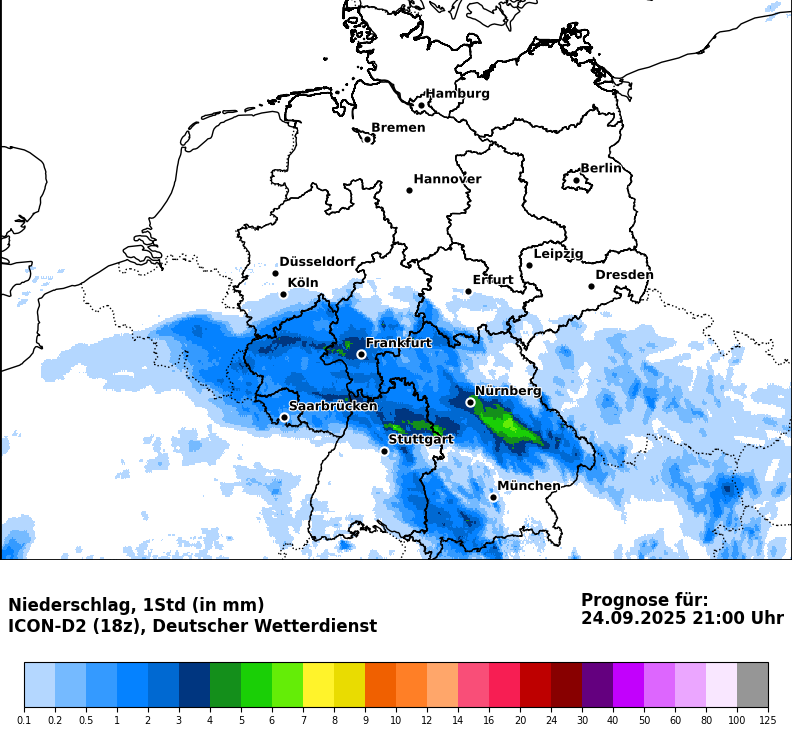 Hamburg
Bremen
Berlin
Hannover
Leipzig
Düsseldorf
Dresden
Köln
Erfurt
Frankfurt
Nürnberg
Saarbrücken
Stuttgart
München
Niederschlag, 1Std (in mm)
ICON-D2 (18z), Deutscher Wetterdienst
Prognose für:
24.09.2025 21:00 Uhr
0.1 0.2 0.5 1 2 3 4 5 6 7 8 9 10 12 14 16 20 24 30 40 50 60 80 100 125